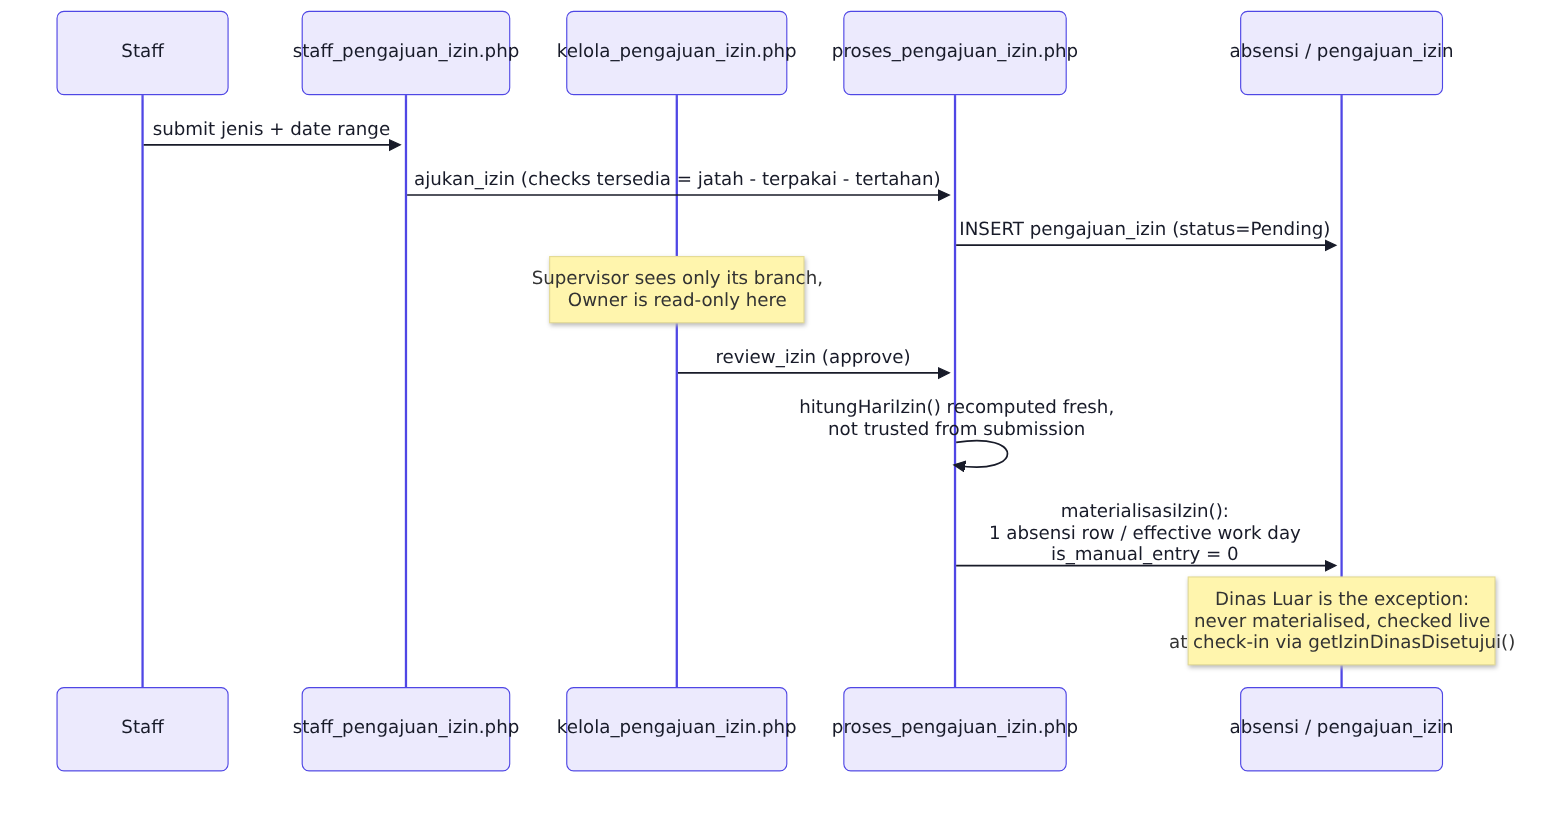 Staff
staff_pengajuan_izin.php
kelola_pengajuan_izin.php
proses_pengajuan_izin.php
absensi / pengajuan_izin
submit jenis + date range
ajukan_izin (checks tersedia = jatah - terpakai - tertahan)
INSERT pengajuan_izin (status=Pending)
Supervisor sees only its branch,
Owner is read-only here
review_izin (approve)
hitungHariIzin() recomputed fresh,
not trusted from submission
materialisasiIzin():
1 absensi row / effective work day
is_manual_entry = 0
Dinas Luar is the exception:
never materialised, checked live
at check-in via getIzinDinasDisetujui()
Staff
staff_pengajuan_izin.php
kelola_pengajuan_izin.php
proses_pengajuan_izin.php
absensi / pengajuan_izin